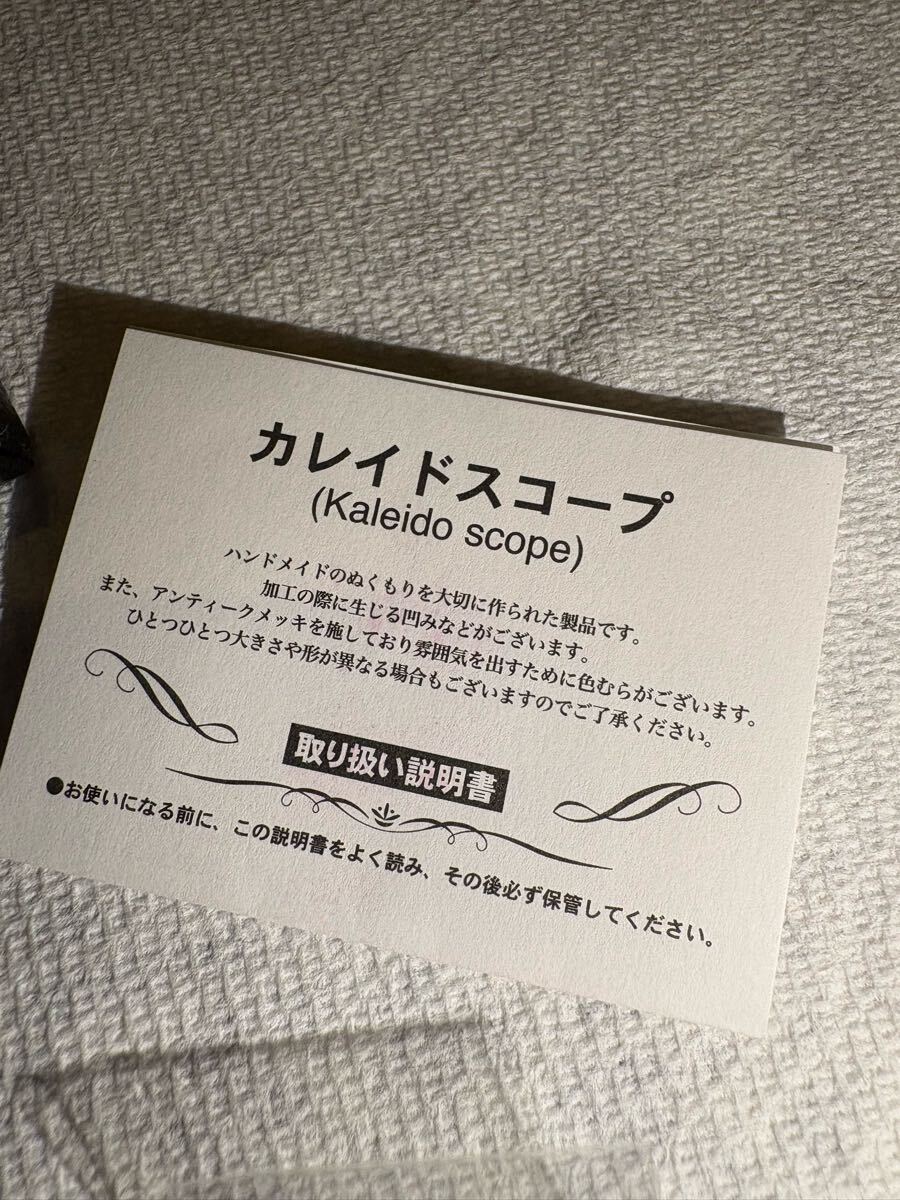 カレイドスコープ
(Kaleido scope)
ハンドメイドのぬくもりを大切に作られた製品です。
加工の際に生じる凹みなどがございます。
また、アンティークメッキを施しており雰囲気を出すために色むらがございます。
ひとつひとつ大きさや形が異なる場合もございますのでご了承ください。
取り扱い説明書
●お使いになる前に、この説明書をよく読み、その後必ず保管してください。